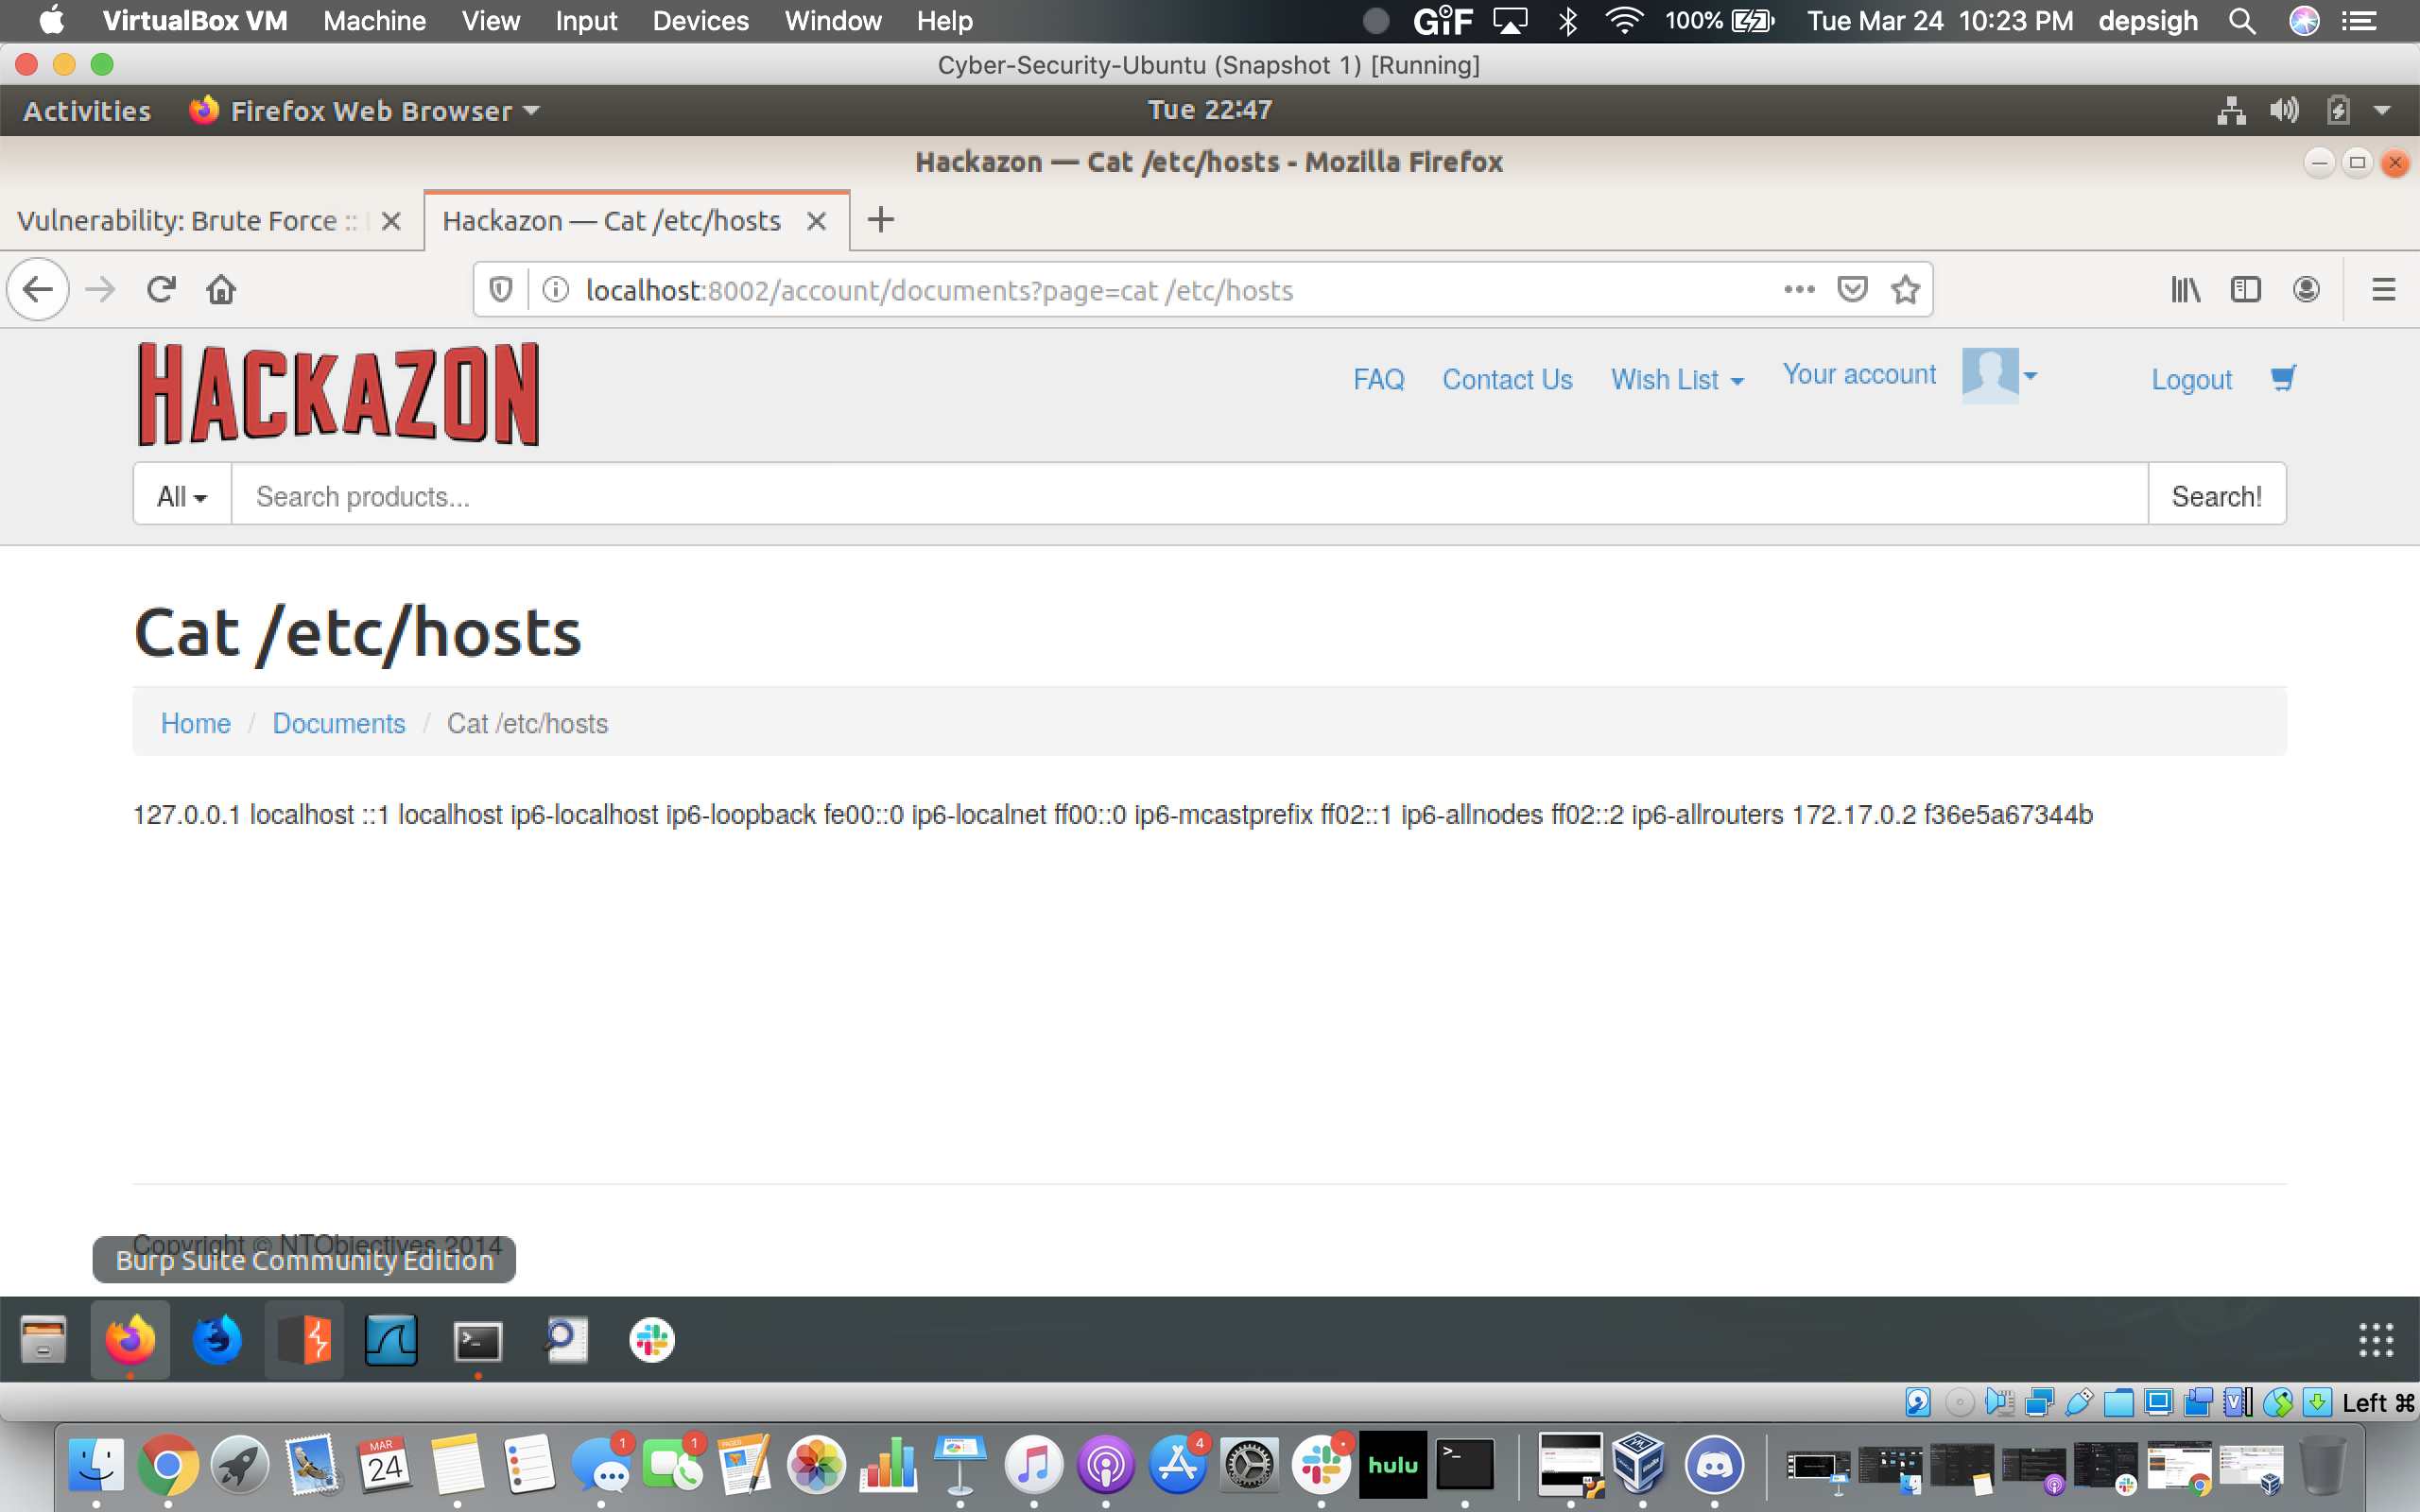 VirtualBox VM Machine View Input Devices Window Help GIF 100% Tue Mar 24 10:23 PM depsigh
Cyber-Security-Ubuntu (Snapshot 1) [Running]
Activities Firefox Web Browser Tue 22:47
Hackazon — Cat /etc/hosts - Mozilla Firefox
Vulnerability: Brute Force :: Hackazon — Cat /etc/hosts
localhost:8002/account/documents?page=cat /etc/hosts
HACKAZON
FAQ Contact Us Wish List Your account Logout
All Search products... Search!
Cat /etc/hosts
Home / Documents / Cat /etc/hosts
127.0.0.1 localhost ::1 localhost ip6-localhost ip6-loopback fe00::0 ip6-localnet ff00::0 ip6-mcastprefix ff02::1 ip6-allnodes ff02::2 ip6-allrouters 172.17.0.2 f36e5a67344b
Copyright © NTObjectives 2014
Burp Suite Community Edition
Left ⌘
MAR
24
1
1
PAGES
4
hulu